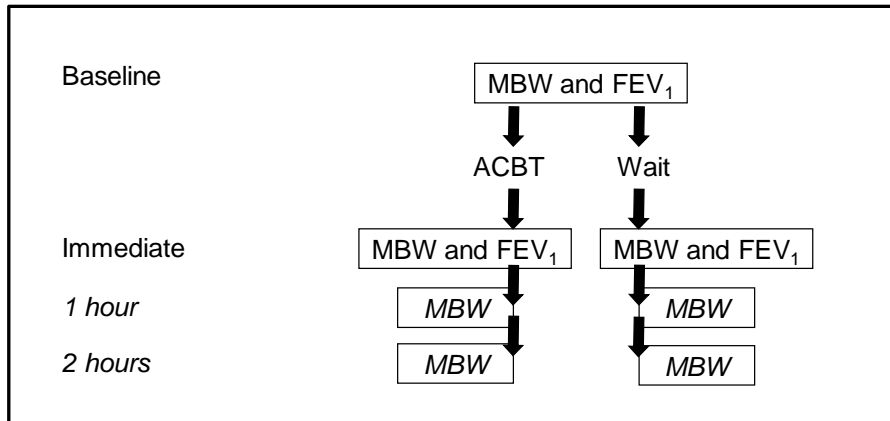 Baseline
MBW and FEV₁
ACBT Wait
Immediate
MBW and FEV₁ MBW and FEV₁
1 hour MBW MBW
2 hours MBW MBW